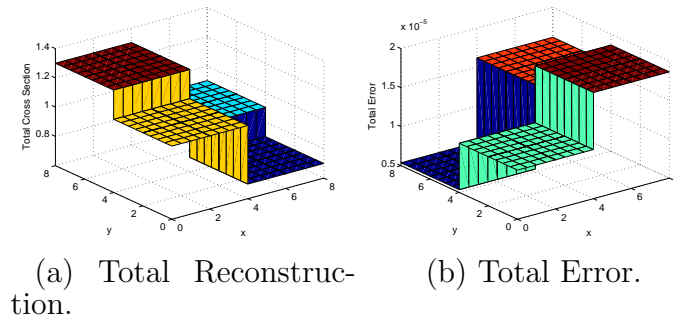 x 10⁻⁵
1.4
1.2
1
0.8
Total Cross Section
8
6
4
2
0
y
0
2
4
6
8
x
2
1.5
1
0.5
Total Error
8
6
4
2
0
y
0
2
4
6
8
x
(a) Total Reconstruc-
tion.
(b) Total Error.